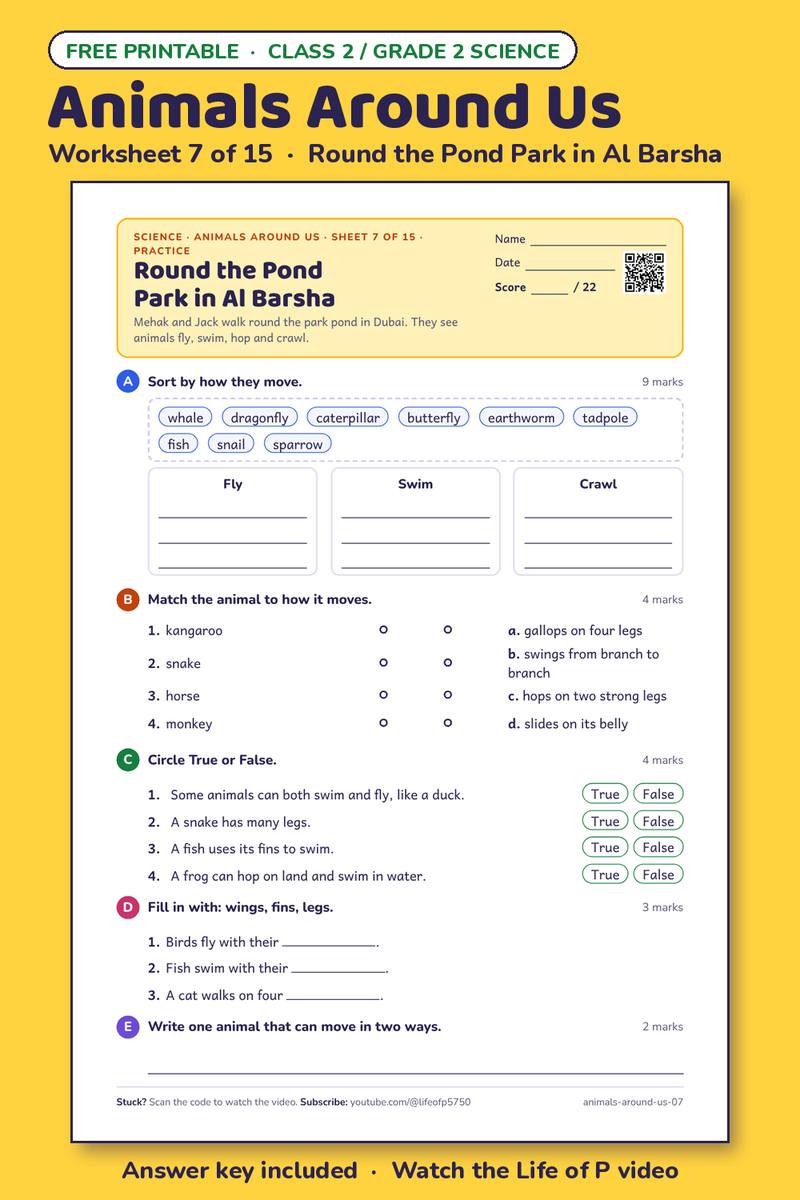 FREE PRINTABLE · CLASS 2 / GRADE 2 SCIENCE
Animals Around Us
Worksheet 7 of 15 · Round the Pond Park in Al Barsha
SCIENCE · ANIMALS AROUND US · SHEET 7 OF 15 ·
PRACTICE
Round the Pond
Park in Al Barsha
Mehak and Jack walk round the park pond in Dubai. They see
animals fly, swim, hop and crawl.
Name
Date
Score / 22
A Sort by how they move. 9 marks
whale dragonfly caterpillar butterfly earthworm tadpole
fish snail sparrow
Fly Swim Crawl
B Match the animal to how it moves. 4 marks
1. kangaroo a. gallops on four legs
2. snake b. swings from branch to
branch
3. horse c. hops on two strong legs
4. monkey d. slides on its belly
C Circle True or False. 4 marks
1. Some animals can both swim and fly, like a duck. True False
2. A snake has many legs. True False
3. A fish uses its fins to swim. True False
4. A frog can hop on land and swim in water. True False
D Fill in with: wings, fins, legs. 3 marks
1. Birds fly with their ____________.
2. Fish swim with their ____________.
3. A cat walks on four ____________.
E Write one animal that can move in two ways. 2 marks
Stuck? Scan the code to watch the video. Subscribe: youtube.com/@lifeofp5750 animals-around-us-07
Answer key included · Watch the Life of P video